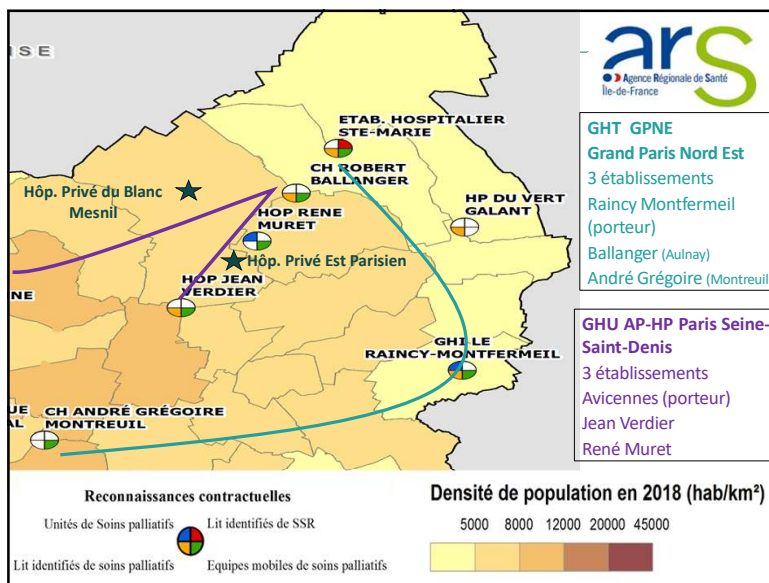 ISE
ars
Agence Régionale de Santé
Île-de-France
ETAB. HOSPITALIER
STE-MARIE
CH ROBERT
BALLANGER
Hôp. Privé du Blanc
Mesnil
HOP RENE
MURET
HP DU VERT
GALANT
Hôp. Privé Est Parisien
HOP JEAN
VERDIER
NE
GHI LE
RAINCY-MONTFERMEIL
UE
AL
CH ANDRÉ GRÉGOIRE
MONTREUIL
GHT GPNE
Grand Paris Nord Est
3 établissements
Raincy Montfermeil
(porteur)
Ballanger (Aulnay)
André Grégoire (Montreuil
GHU AP-HP Paris Seine-
Saint-Denis
3 établissements
Avicennes (porteur)
Jean Verdier
René Muret
Reconnaissances contractuelles
Unités de Soins palliatifs
Lit identifiés de SSR
Lit identifiés de soins palliatifs
Equipes mobiles de soins palliatifs
Densité de population en 2018 (hab/km²)
5000 8000 12000 20000 45000